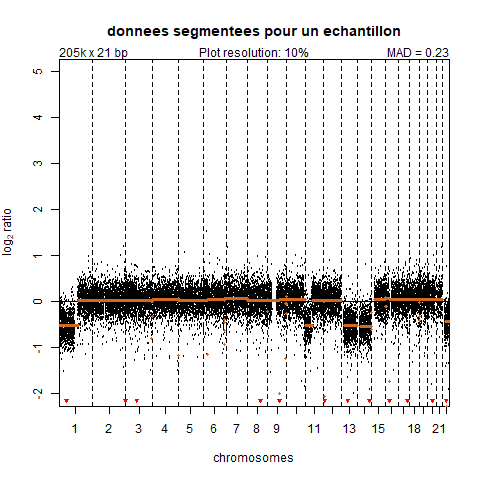 donnees segmentees pour un echantillon
205k x 21 bp Plot resolution: 10% MAD = 0.23
5
4
3
2
1
0
-1
-2
log2 ratio
1 2 3 4 5 6 7 8 9 11 13 15 18 21
chromosomes